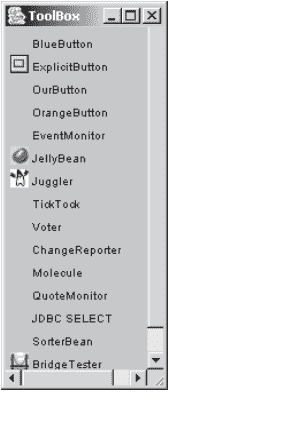 ToolBox
BlueButton
ExplicitButton
OurButton
OrangeButton
EventMonitor
JellyBean
Juggler
TickTock
Voter
ChangeReporter
Molecule
QuoteMonitor
JDBC SELECT
SorterBean
BridgeTester